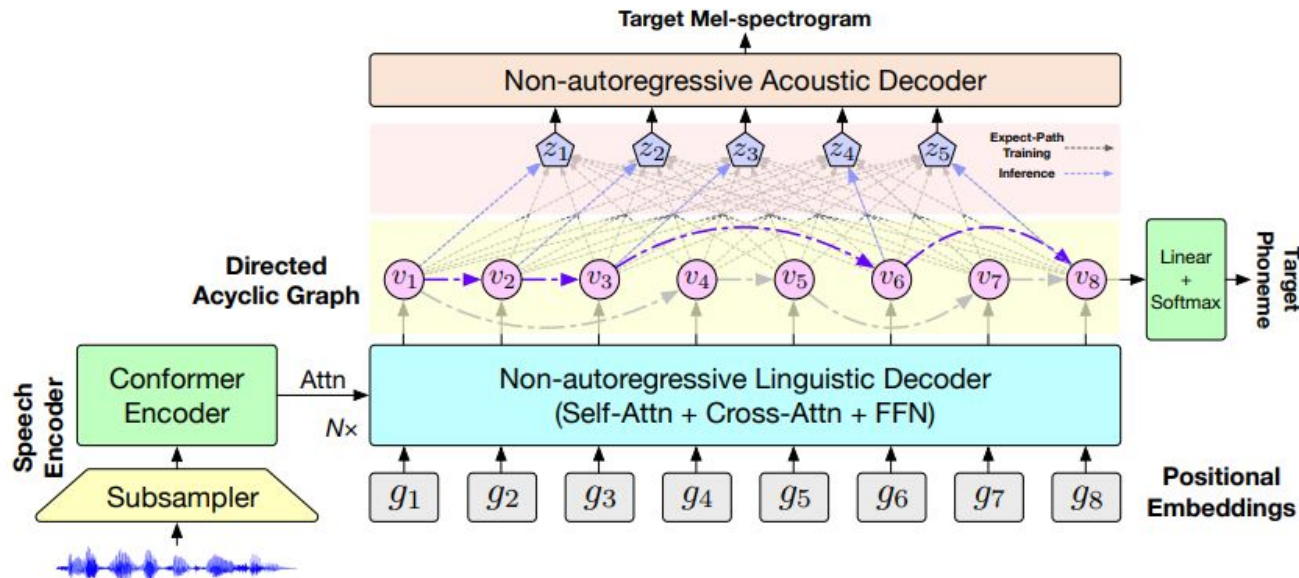 Target Mel-spectrogram
Non-autoregressive Acoustic Decoder
z1 z2 z3 z4 z5
Expect-Path
Training
Inference
Directed
Acyclic Graph
v1 v2 v3 v4 v5 v6 v7 v8
Linear
+
Softmax
Target
Phoneme
Speech
Encoder
Conformer
Encoder
Attn
N×
Non-autoregressive Linguistic Decoder
(Self-Attn + Cross-Attn + FFN)
Subsampler
g1 g2 g3 g4 g5 g6 g7 g8
Positional
Embeddings